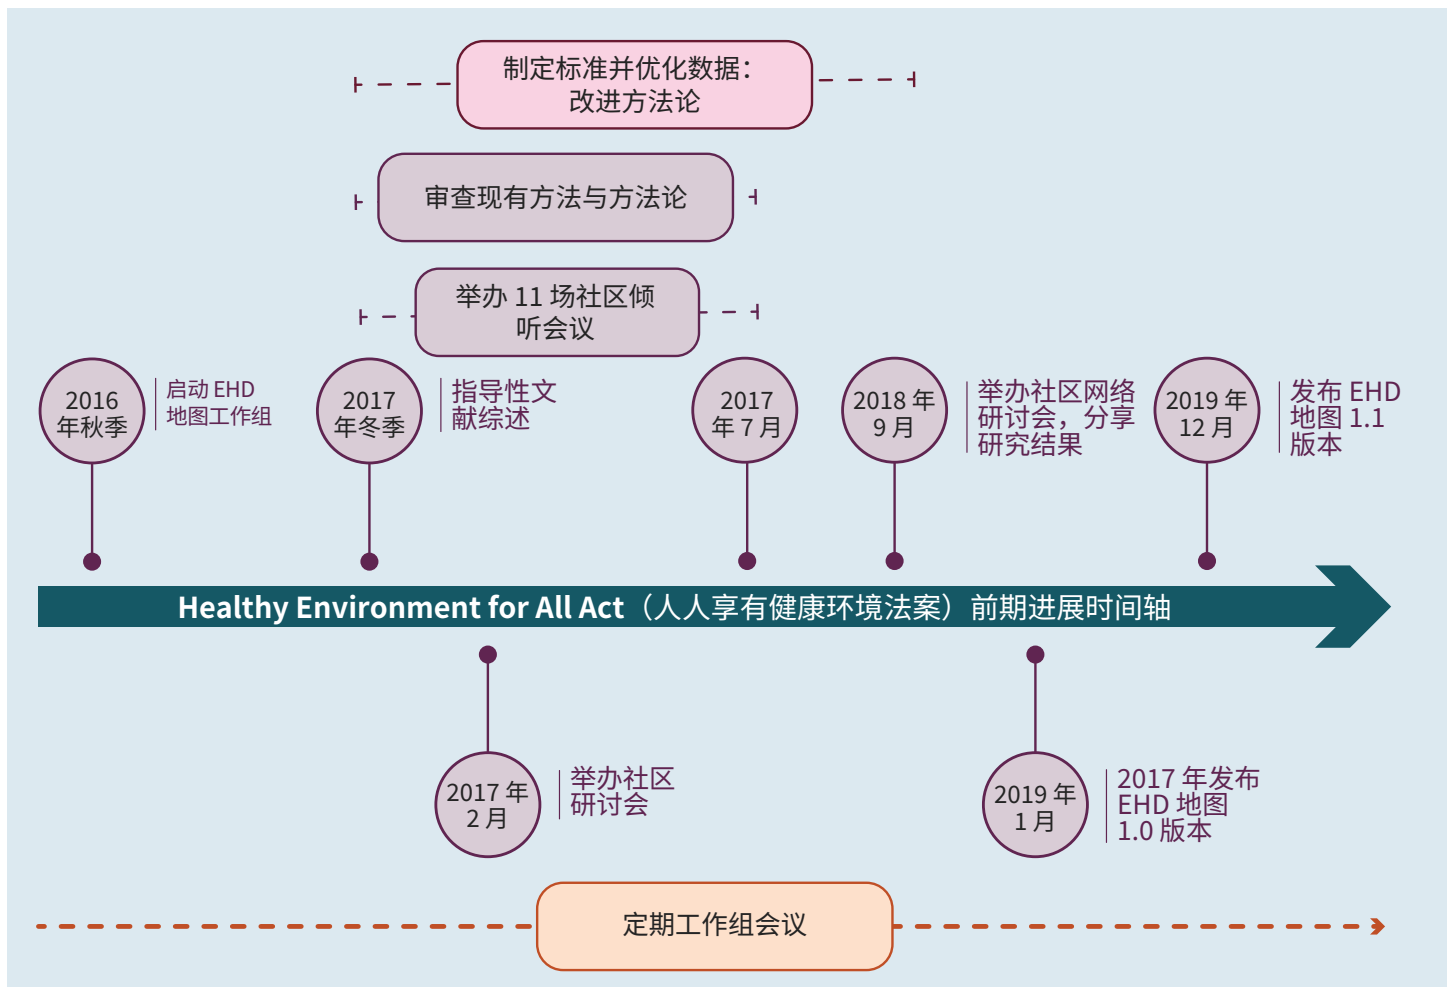 制定标准并优化数据：
改进方法论
审查现有方法与方法论
举办 11 场社区倾
听会议
2016
年秋季
启动 EHD
地图工作组
2017
年冬季
指导性文
献综述
2017
年 7 月
2018 年
9 月
举办社区网络
研讨会，分享
研究结果
2019 年
12 月
发布 EHD
地图 1.1
版本
Healthy Environment for All Act（人人享有健康环境法案）前期进展时间轴
2017 年
2 月
举办社区
研讨会
2019 年
1 月
2017 年发布
EHD 地图
1.0 版本
定期工作组会议